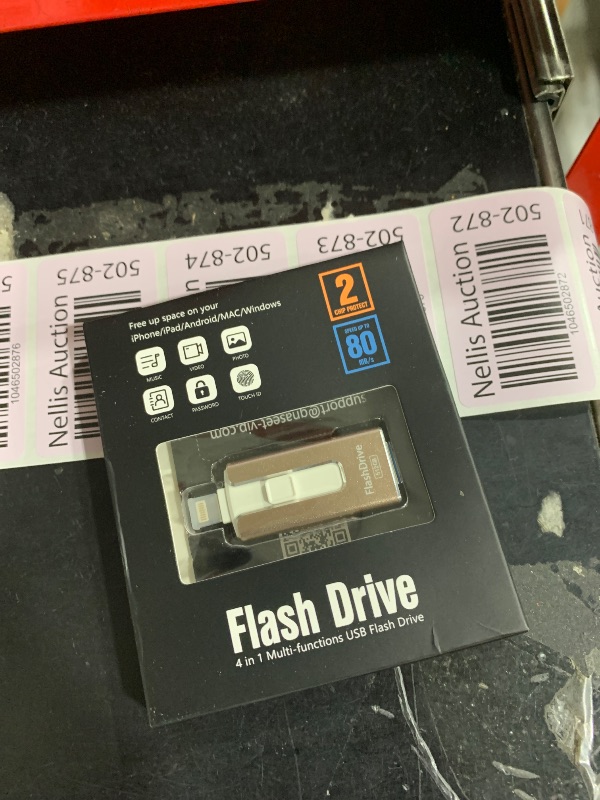 502-875
502-874
502-873
502-872
Nellis Auction
Nellis Auction
1046502876
1046502872
Free up space on your
iPhone/iPad/Android/MAC/Windows
MUSIC
VIDEO
PHOTO
CONTACT
PASSWORD
TOUCH ID
2
CHIP PROTECT
SPEED UP TO
80
MB/s
support@qnaseet-vip.com
FlashDrive
Flash Drive
4 in 1 Multi-functions USB Flash Drive